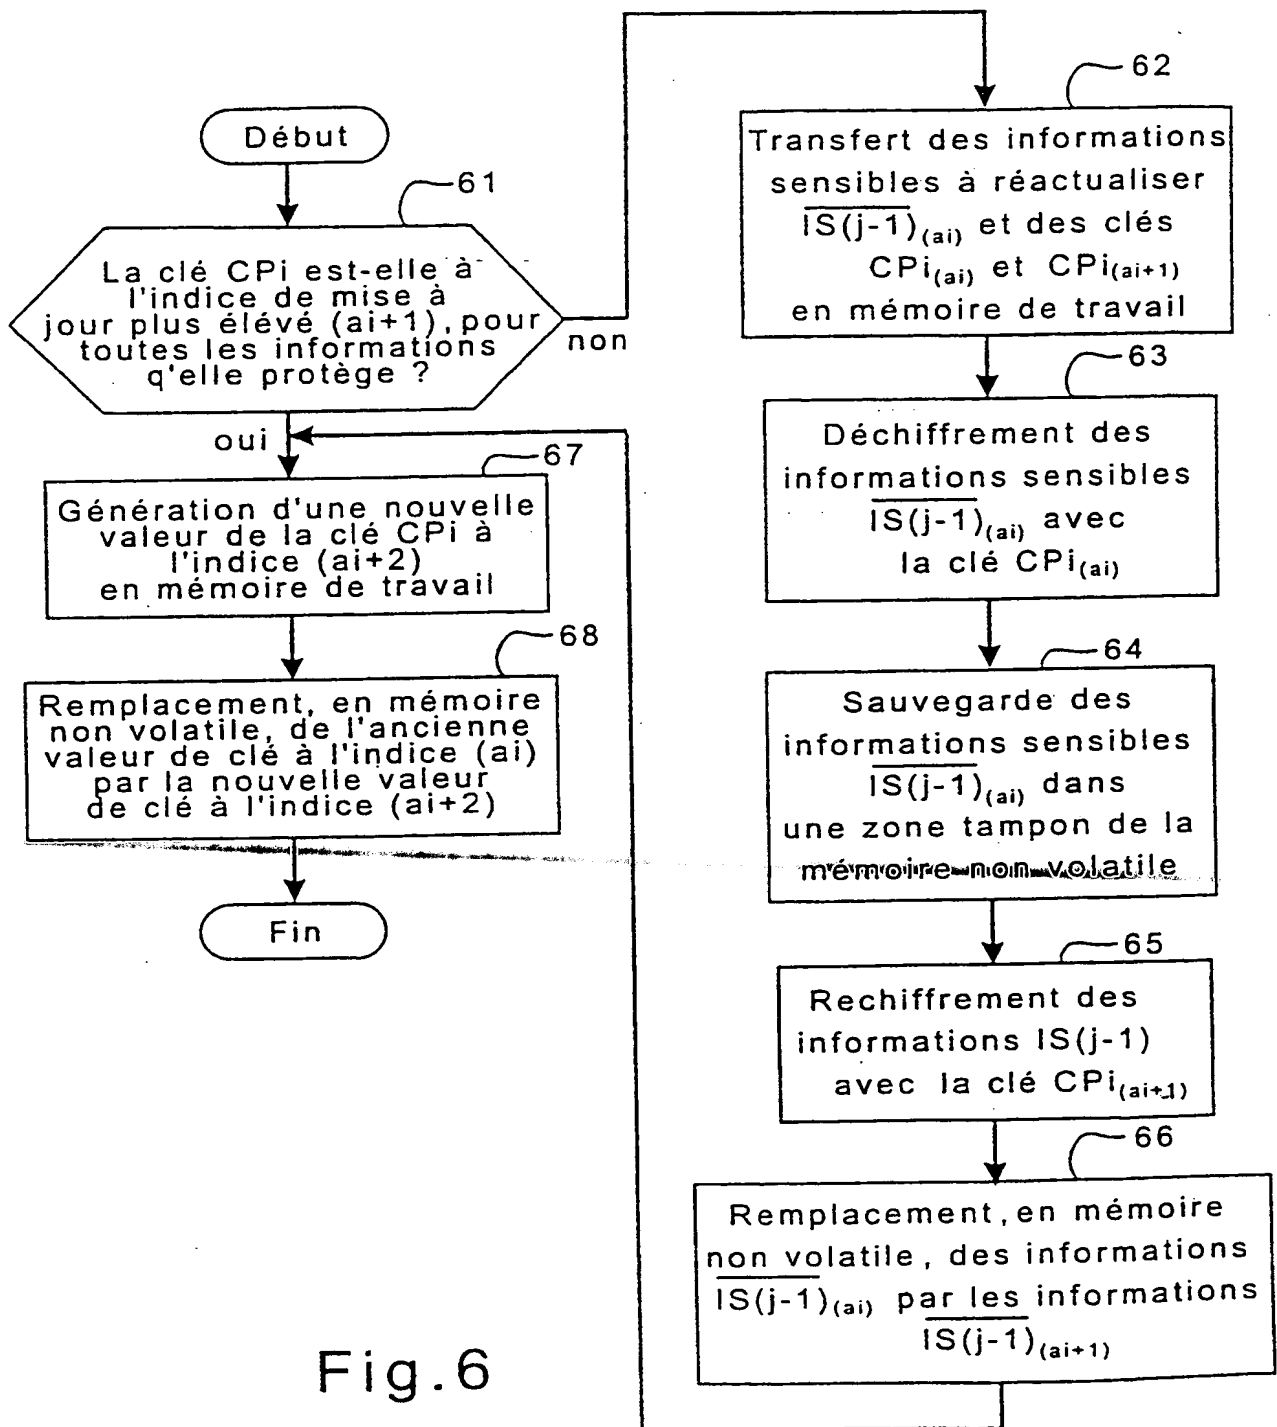 Début
61
La clé CPi est-elle à
l'indice de mise à
jour plus élévé (ai+1), pour
toutes les informations
q'elle protège ?
non
oui
67
Génération d'une nouvelle
valeur de la clé CPi à
l'indice (ai+2)
en mémoire de travail
68
Remplacement, en mémoire
non volatile, de l'ancienne
valeur de clé à l'indice (ai)
par la nouvelle valeur
de clé à l'indice (ai+2)
Fin
62
Transfert des informations
sensibles à réactualiser
IS(j-1)(ai) et des clés
CPi(ai) et CPi(ai+1)
en mémoire de travail
63
Déchiffrement des
informations sensibles
IS(j-1)(ai) avec
la clé CPi(ai)
64
Sauvegarde des
informations sensibles
IS(j-1)(ai) dans
une zone tampon de la
mémoire non volatile
65
Rechiffrement des
informations IS(j-1)
avec la clé CPi(ai+1)
66
Remplacement, en mémoire
non volatile, des informations
IS(j-1)(ai) par les informations
IS(j-1)(ai+1)
Fig.6